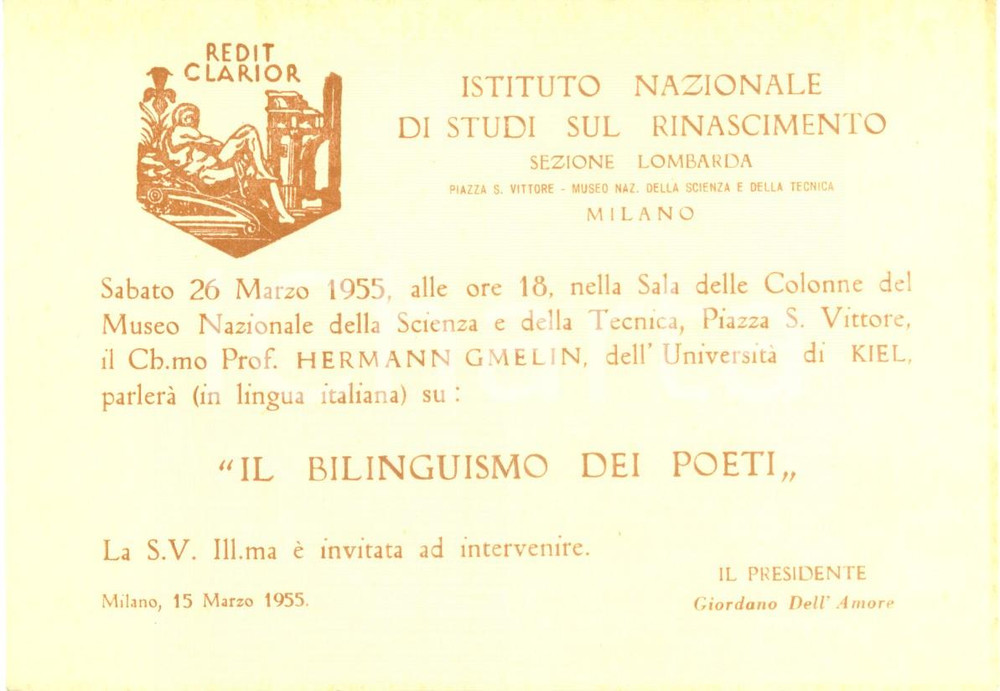 REDIT
CLARIOR
ISTITUTO NAZIONALE
DI STUDI SUL RINASCIMENTO
SEZIONE LOMBARDA
PIAZZA S. VITTORE - MUSEO NAZ. DELLA SCIENZA E DELLA TECNICA
MILANO
Sabato 26 Marzo 1955, alle ore 18, nella Sala delle Colonne del
Museo Nazionale della Scienza e della Tecnica, Piazza S. Vittore,
il Ch.mo Prof. HERMANN GMELIN, dell' Università di KIEL,
parlerà (in lingua italiana) su :
“IL BILINGUISMO DEI POETI„
La S.V. Ill.ma è invitata ad intervenire.
IL PRESIDENTE
Milano, 15 Marzo 1955.
Giordano Dell' Amore